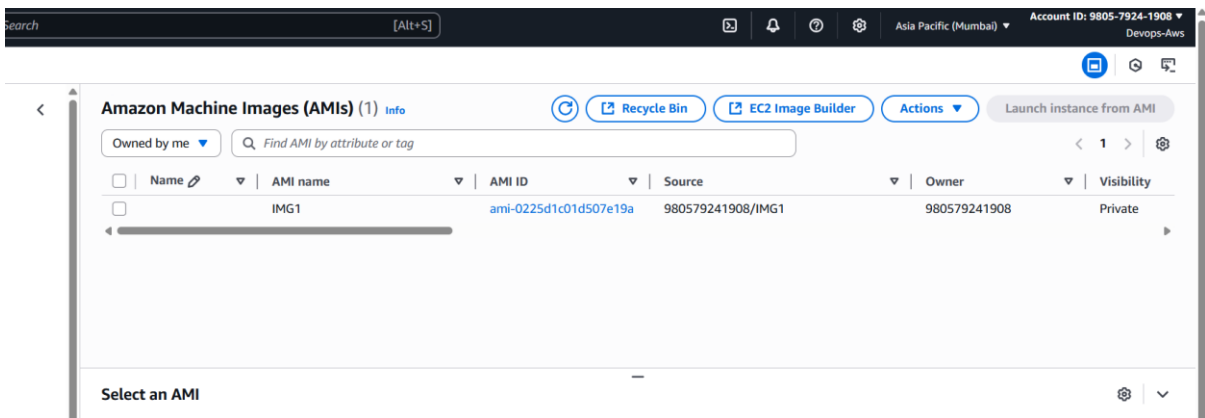 Search [Alt+S] Asia Pacific (Mumbai) Account ID: 9805-7924-1908
Devops-Aws
Amazon Machine Images (AMIs) (1) Info Recycle Bin EC2 Image Builder Actions Launch instance from AMI
Owned by me Find AMI by attribute or tag 1
Name AMI name AMI ID Source Owner Visibility
IMG1 ami-0225d1c01d507e19a 980579241908/IMG1 980579241908 Private
Select an AMI